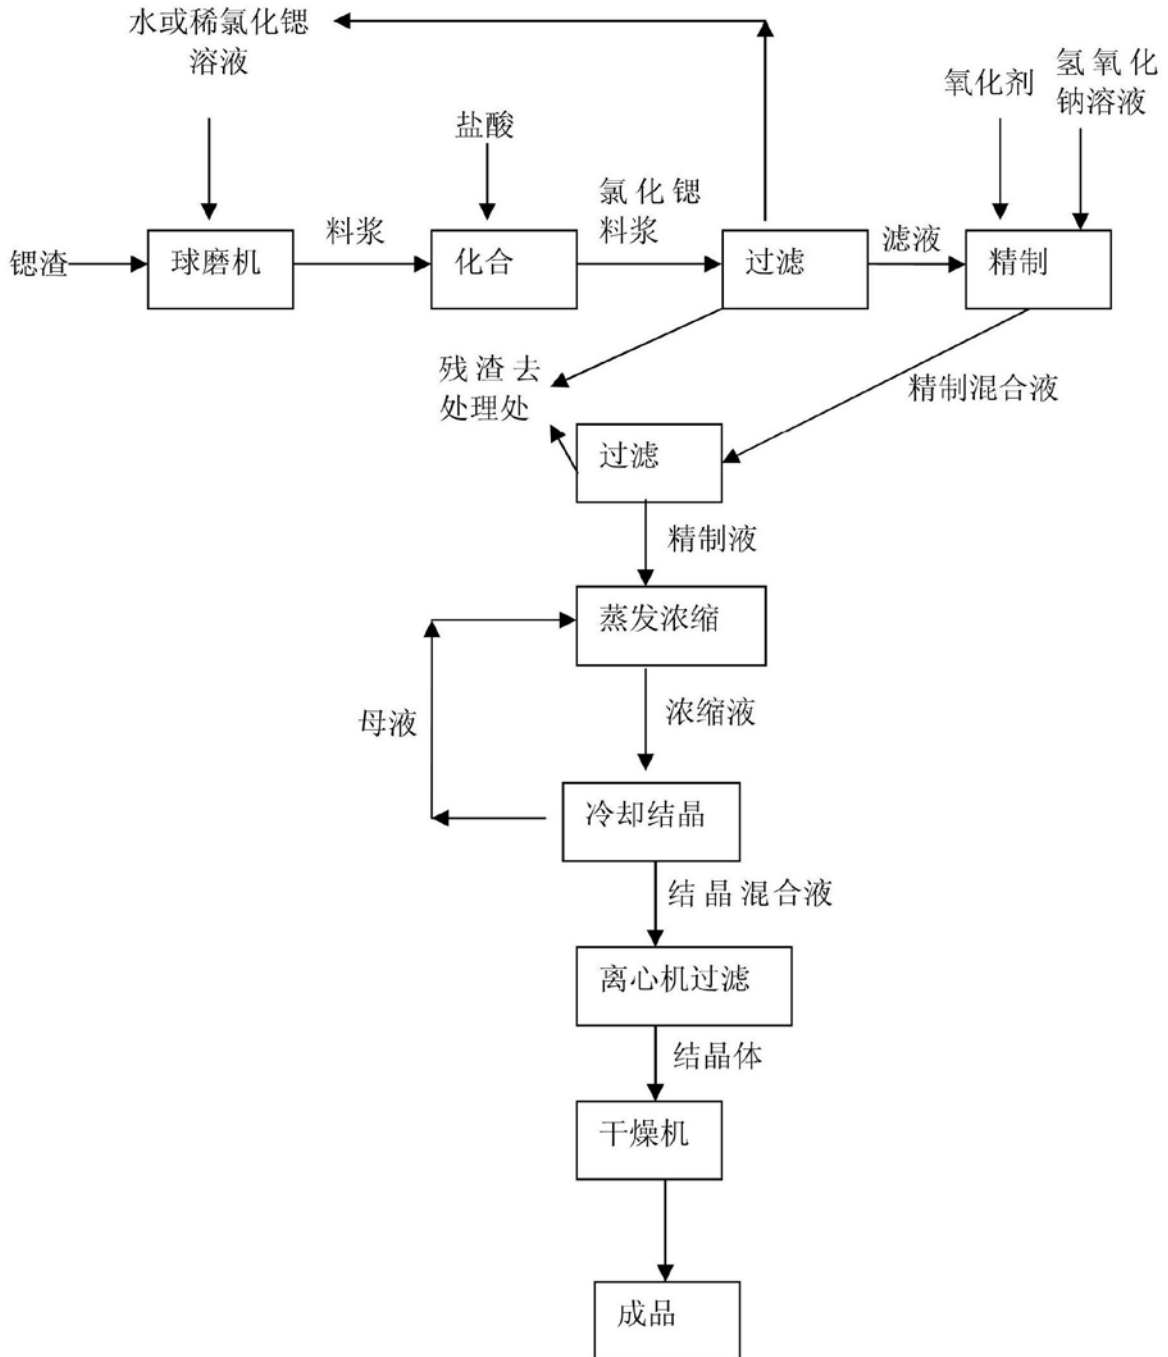 水或稀氯化锶
溶液
氧化剂
氢氧化
钠溶液
盐酸
氯化锶
料浆
料浆
滤液
锶渣
球磨机
化合
过滤
精制
残渣去
处理处
精制混合液
过滤
精制液
蒸发浓缩
浓缩液
母液
冷却结晶
结晶混合液
离心机过滤
结晶体
干燥机
成品